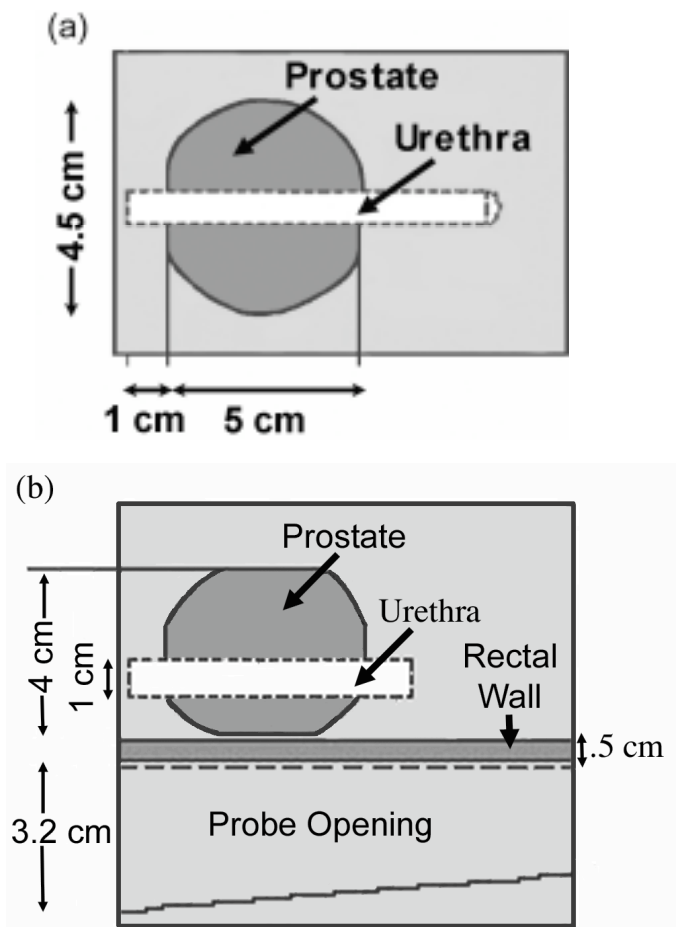 (a)
Prostate
Urethra
4.5 cm
1 cm
5 cm
(b)
Prostate
Urethra
4 cm
1 cm
Rectal
Wall
.5 cm
3.2 cm
Probe Opening